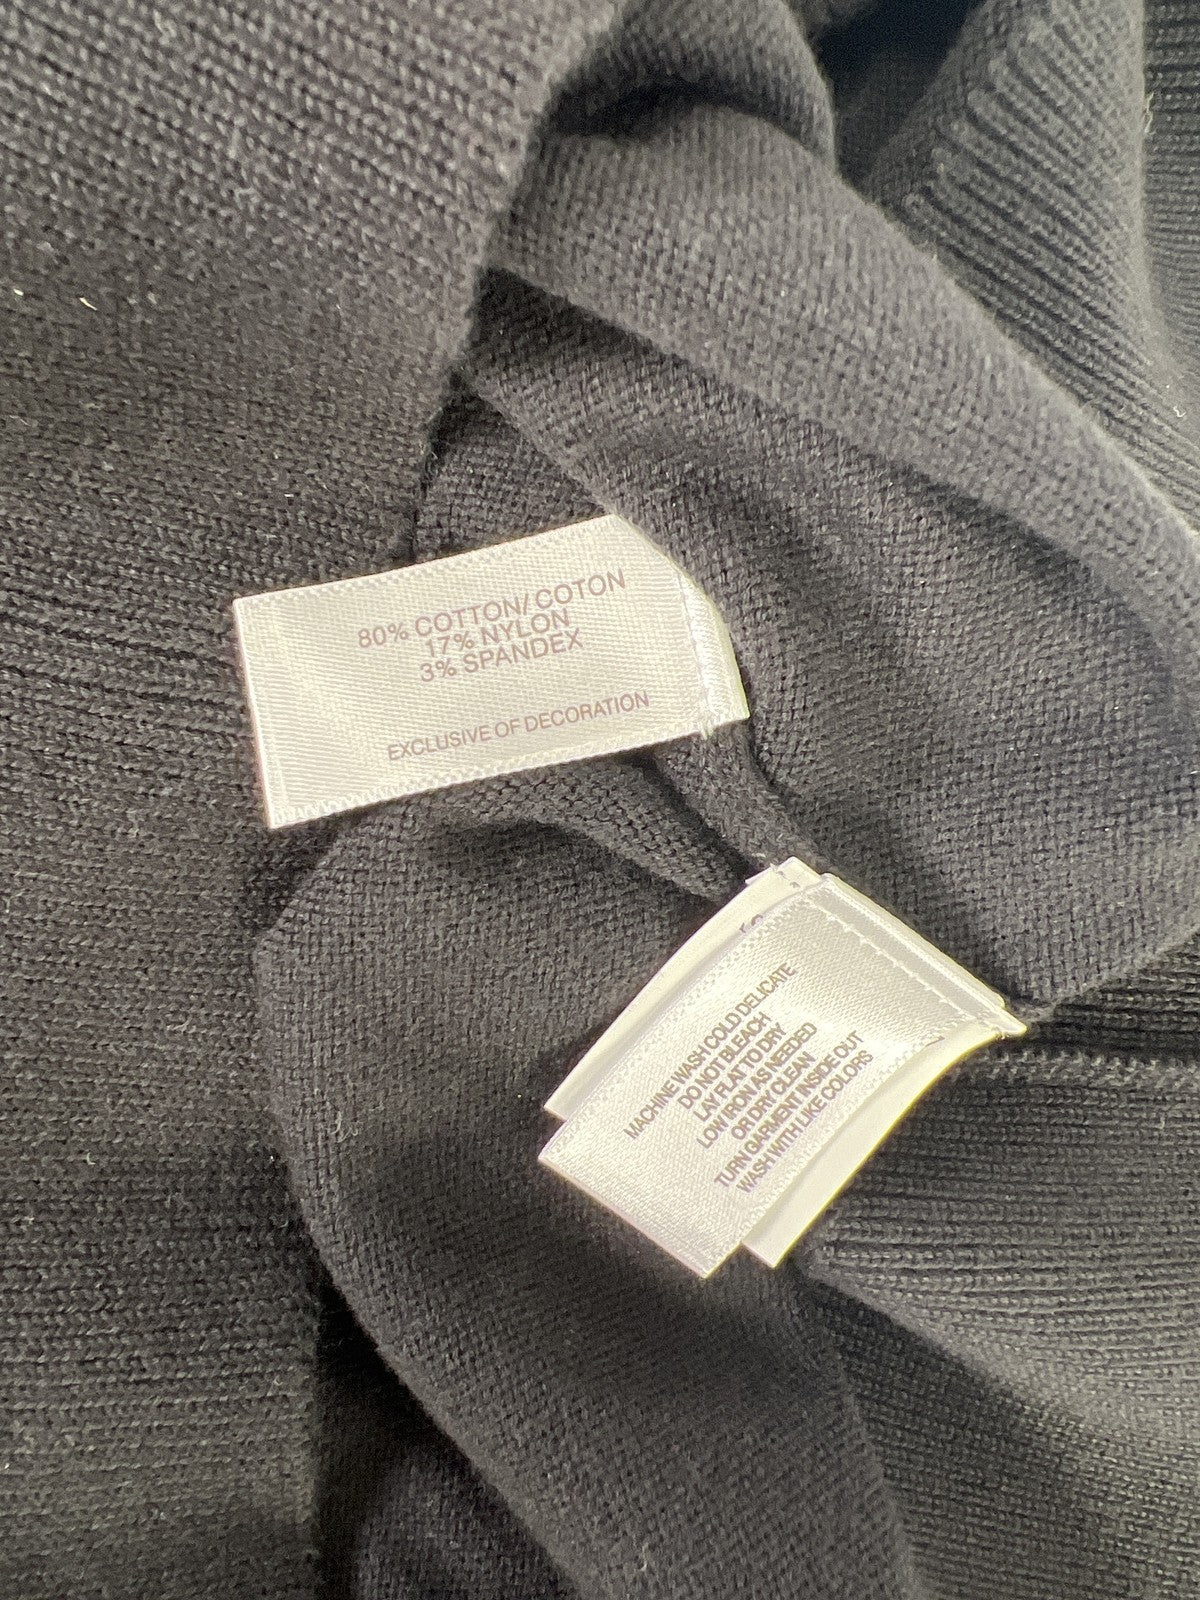 80% COTTON/ COTON
17% NYLON
3% SPANDEX
EXCLUSIVE OF DECORATION
MACHINE WASH COLD DELICATE
DO NOT BLEACH
LAY FLAT TO DRY
LOW IRON AS NEEDED
OR DRY CLEAN
TURN GARMENT INSIDE OUT
WASH WITH LIKE COLORS